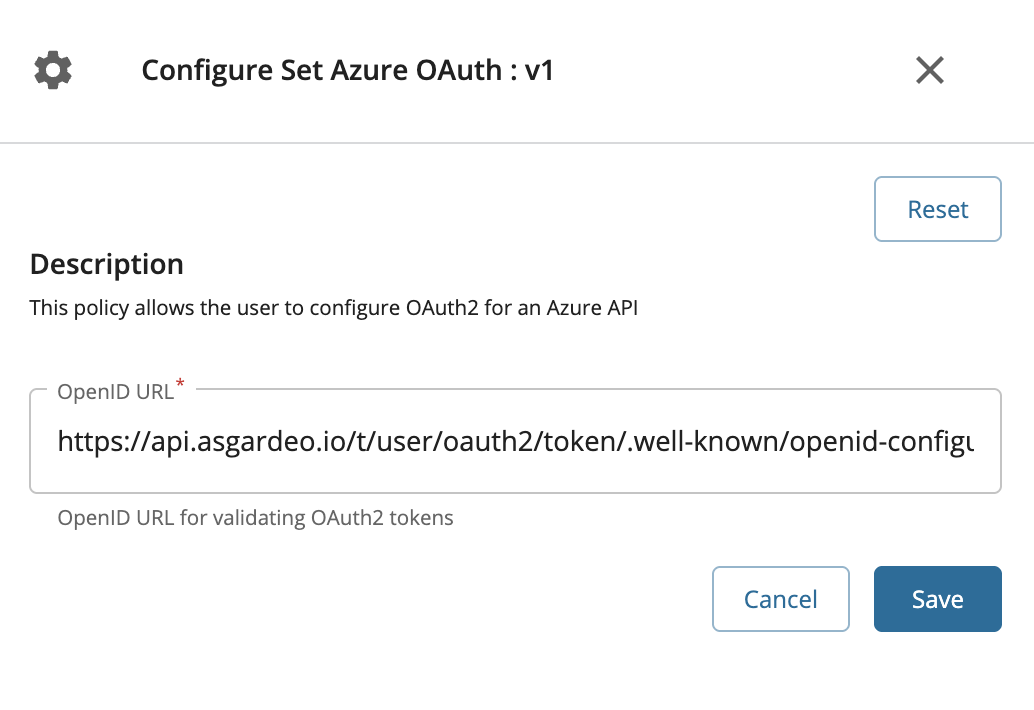 Configure Set Azure OAuth : v1
Reset
Description
This policy allows the user to configure OAuth2 for an Azure API
OpenID URL*
https://api.asgardeo.io/t/user/oauth2/token/.well-known/openid-configu
OpenID URL for validating OAuth2 tokens
Cancel
Save